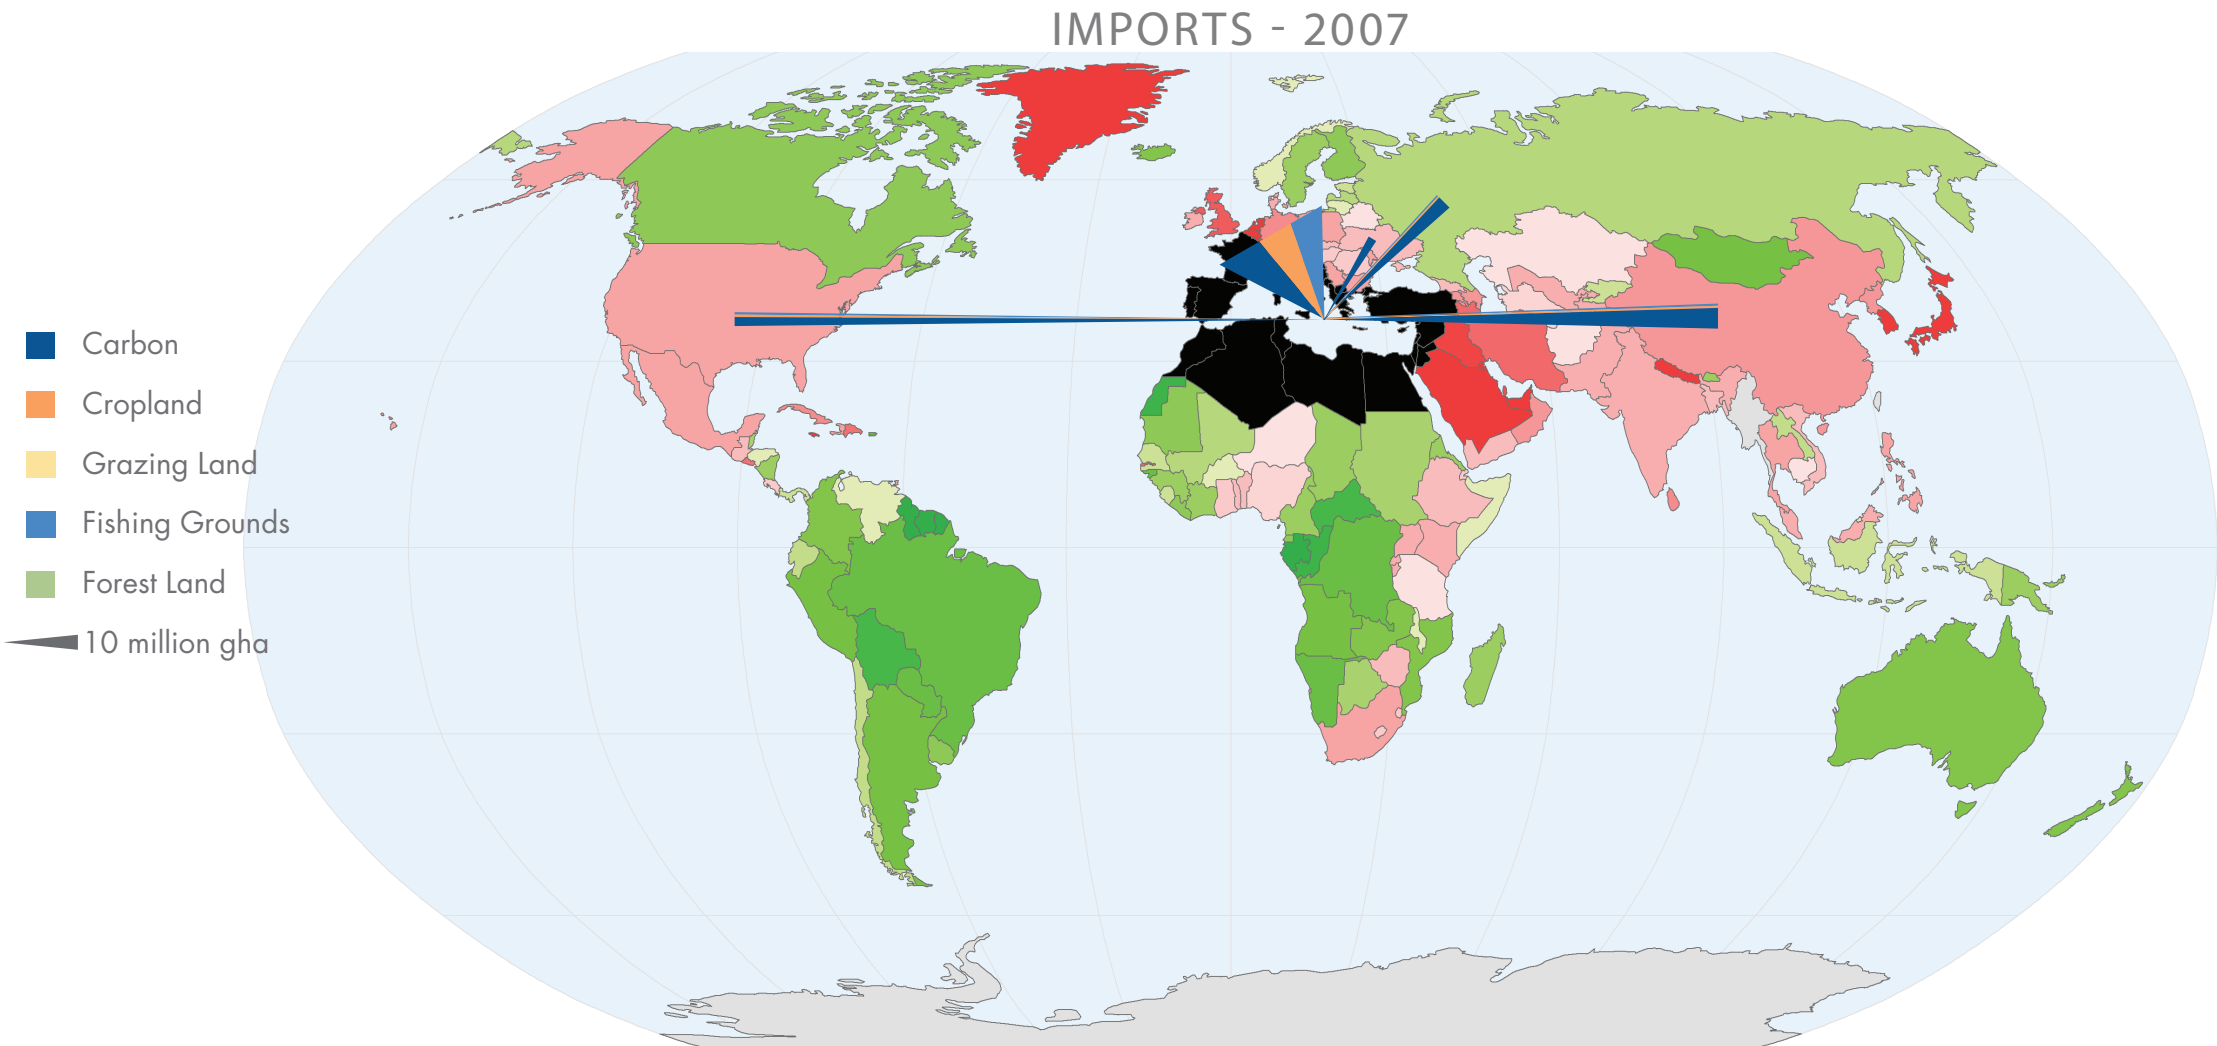 IMPORTS - 2007
Carbon
Cropland
Grazing Land
Fishing Grounds
Forest Land
10 million gha